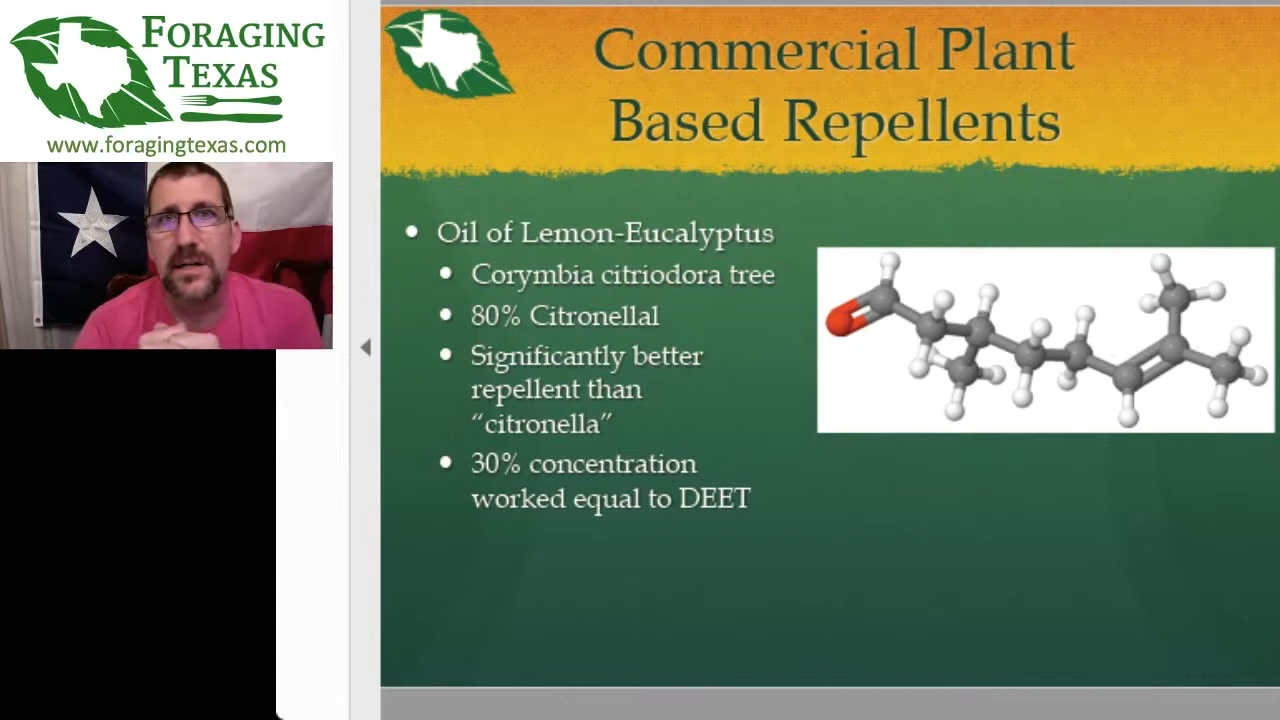 FORAGING
TEXAS
www.foragingtexas.com
Commercial Plant
Based Repellents
• Oil of Lemon-Eucalyptus
• Corymbia citriodora tree
• 80% Citronellal
• Significantly better
repellent than
“citronella”
• 30% concentration
worked equal to DEET